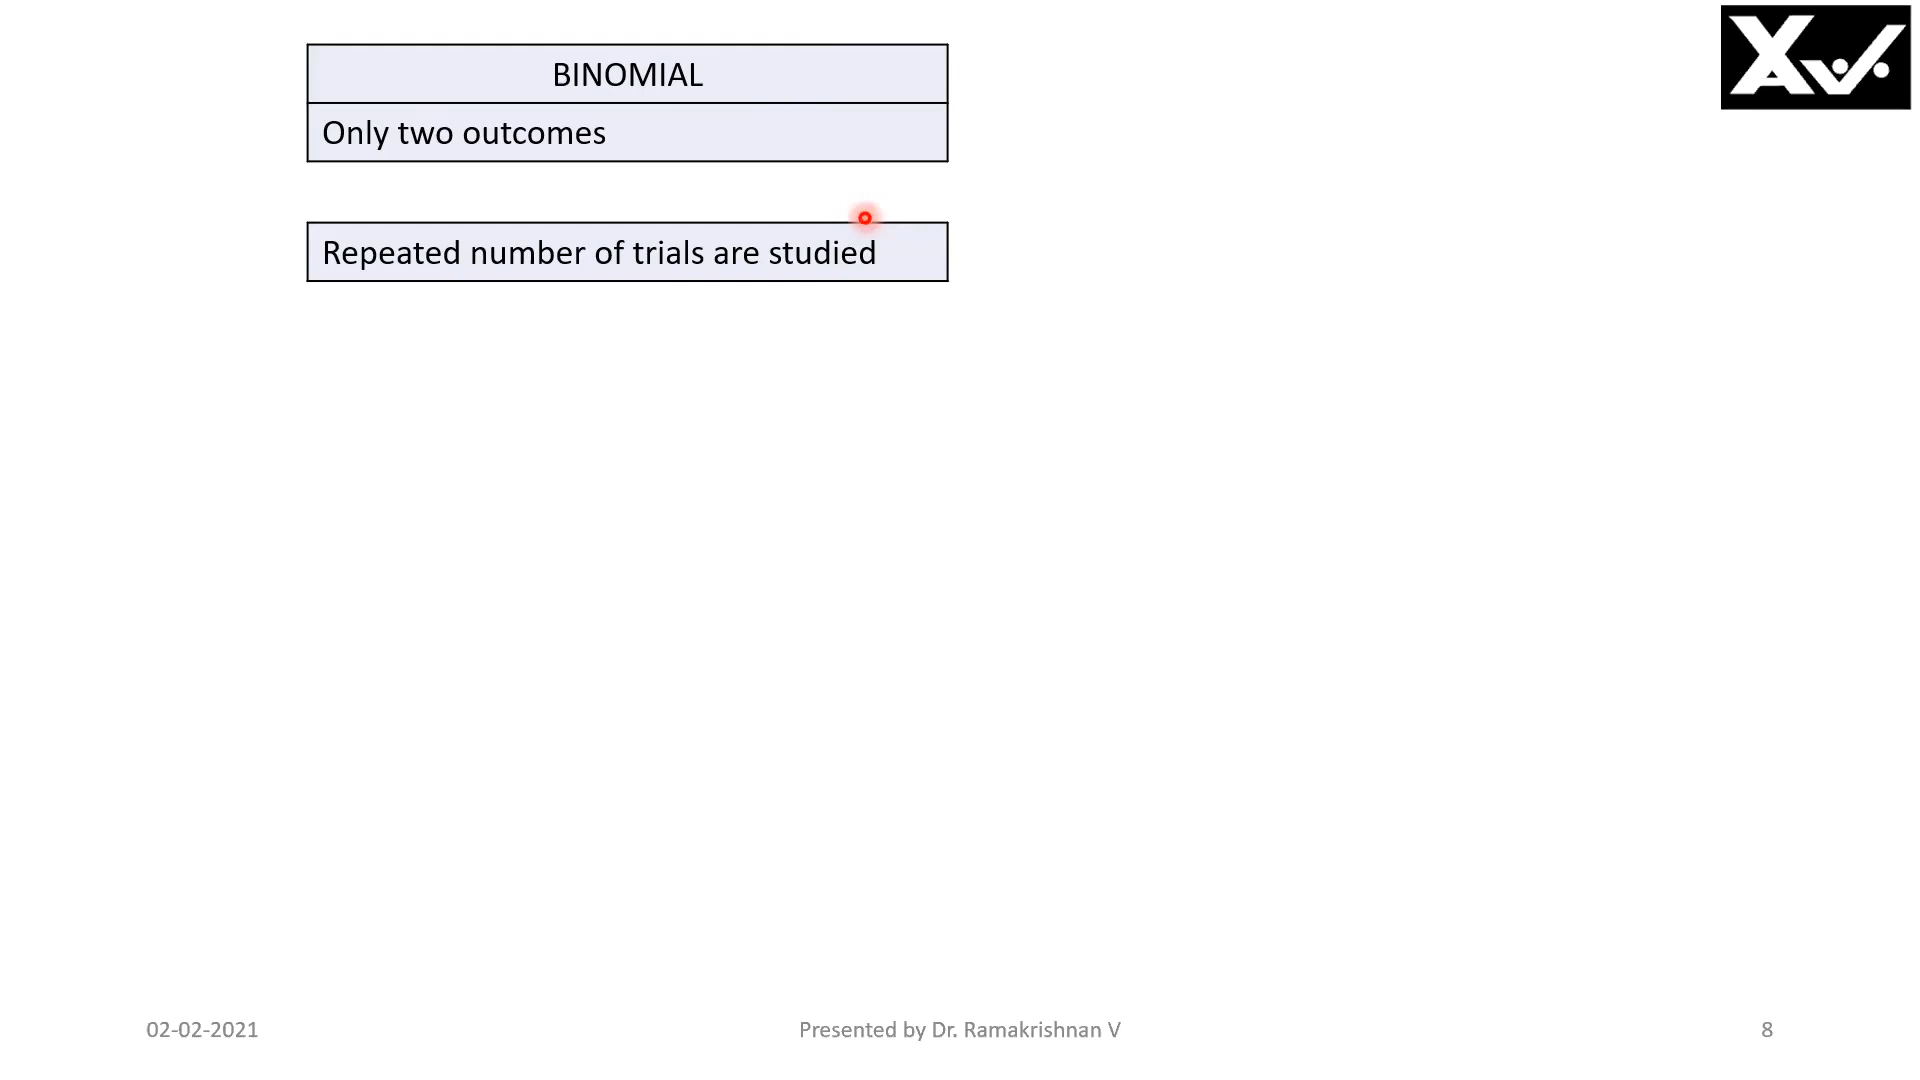 BINOMIAL
Only two outcomes
Repeated number of trials are studied
02-02-2021
Presented by Dr. Ramakrishnan V
8